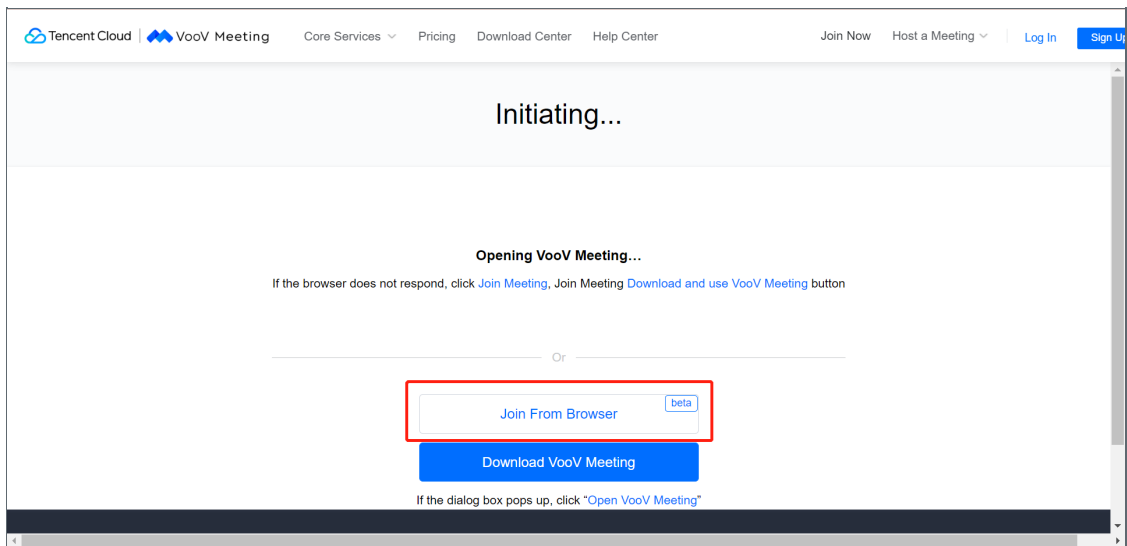 Tencent Cloud VooV Meeting Core Services Pricing Download Center Help Center Join Now Host a Meeting Log In Sign Up
Initiating...
Opening VooV Meeting...
If the browser does not respond, click Join Meeting, Join Meeting Download and use VooV Meeting button
Or
Join From Browser beta
Download VooV Meeting
If the dialog box pops up, click “Open VooV Meeting”